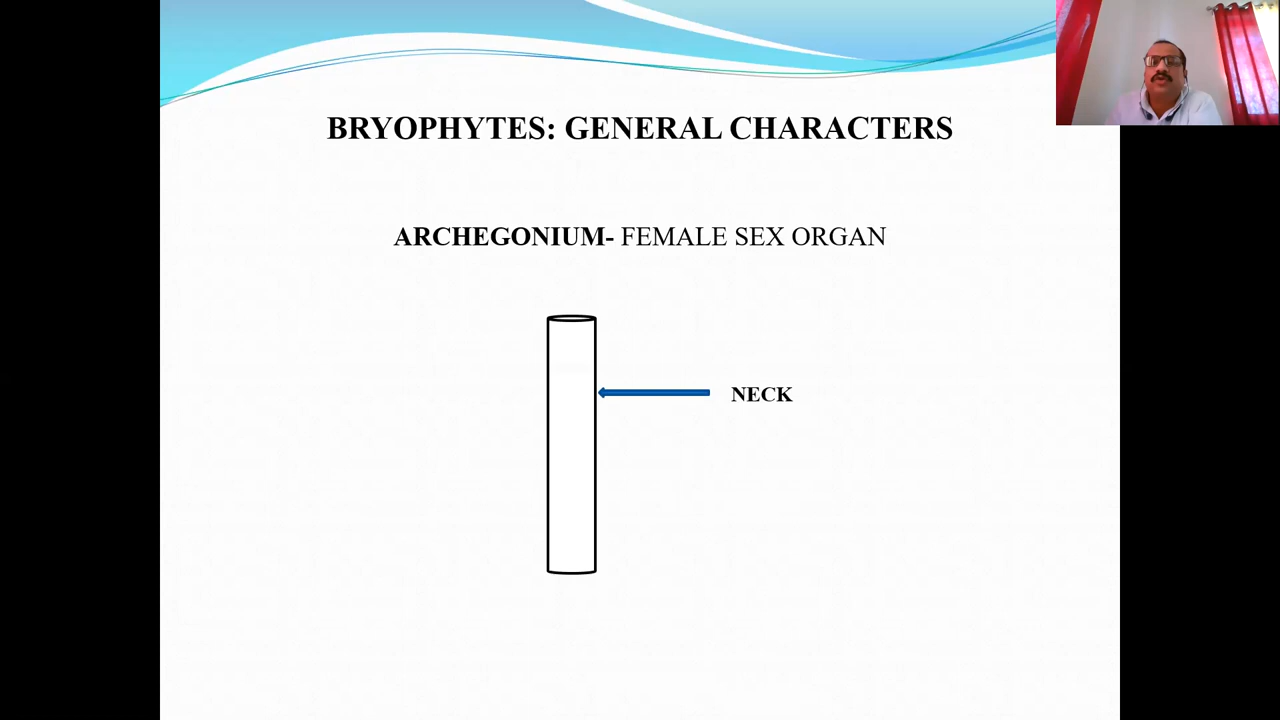 BRYOPHYTES: GENERAL CHARACTERS
ARCHEGONIUM- FEMALE SEX ORGAN
NECK